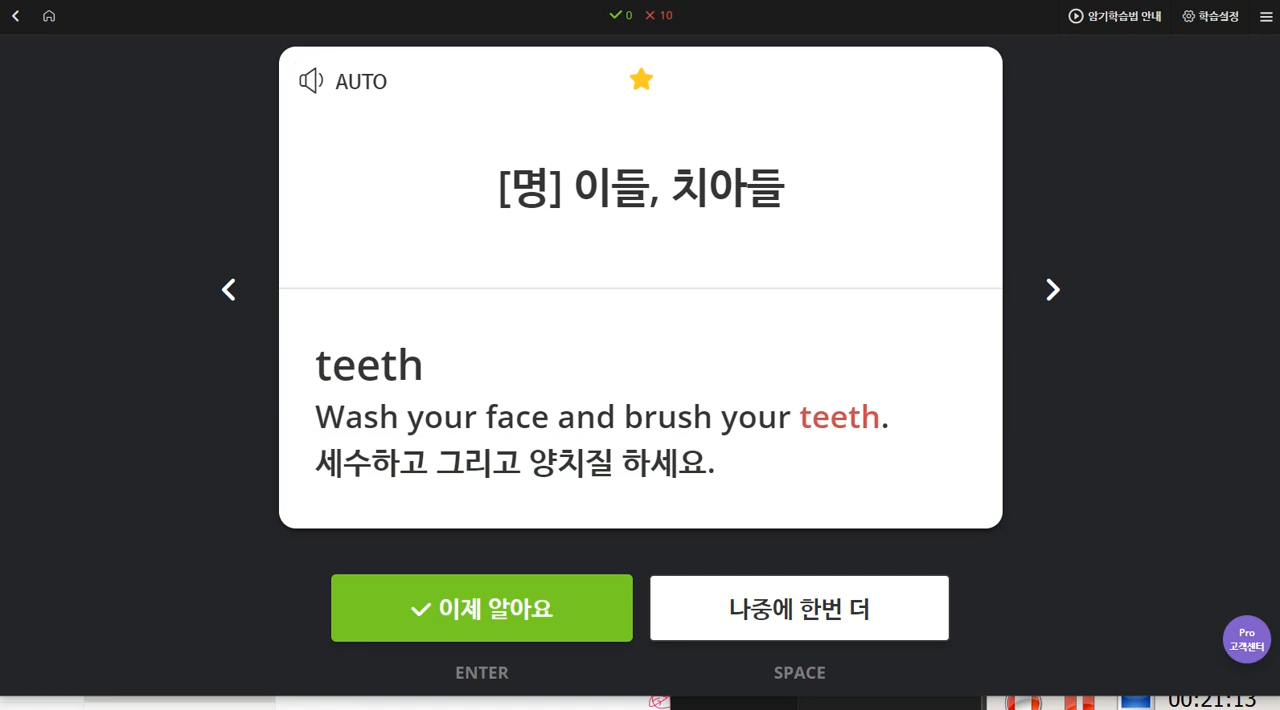 0 10
암기학습법 안내 학습설정
AUTO
[명] 이들, 치아들
teeth
Wash your face and brush your teeth.
세수하고 그리고 양치질 하세요.
이제 알아요 나중에 한번 더
Pro
고객센터
ENTER SPACE
00:21:13